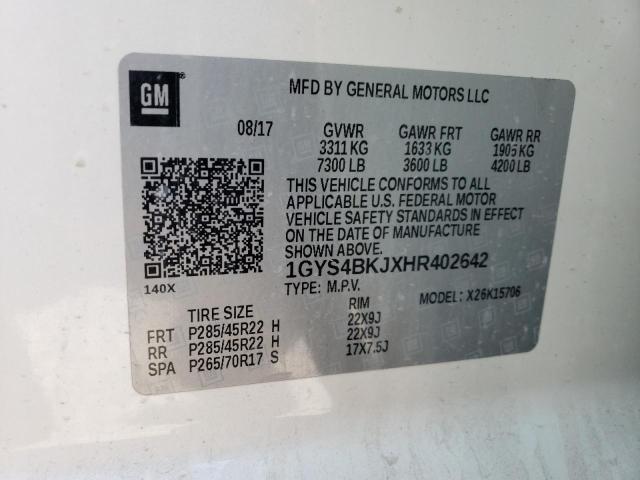 GM ®
MFD BY GENERAL MOTORS LLC
08/17 GVWR GAWR FRT GAWR RR
3311 KG 1633 KG 1905 KG
7300 LB 3600 LB 4200 LB
THIS VEHICLE CONFORMS TO ALL
APPLICABLE U.S. FEDERAL MOTOR
VEHICLE SAFETY STANDARDS IN EFFECT
ON THE DATE OF MANUFACTURE
SHOWN ABOVE.
1GYS4BKJXHR402642
140X
TYPE: M.P.V. MODEL: X26K15706
TIRE SIZE RIM
FRT P285/45R22 H 22X9J
RR P285/45R22 H 22X9J
SPA P265/70R17 S 17X7.5J